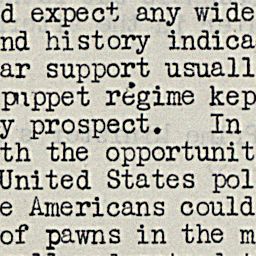 d expect any wide
nd history indica
ar support usuall
puppet régime kep
y prospect. In
th the opportunit
United States pol
e Americans could
of pawns in the m